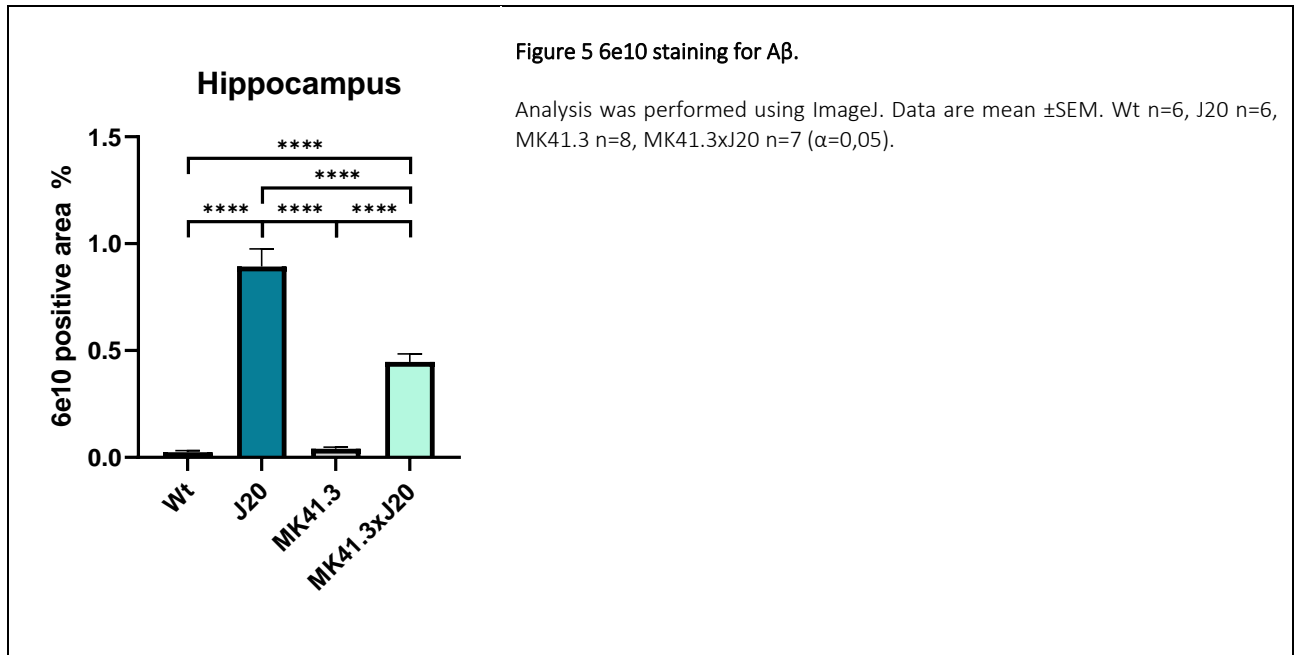 Figure 5 6e10 staining for Aβ.
Analysis was performed using ImageJ. Data are mean ±SEM. Wt n=6, J20 n=6,
MK41.3 n=8, MK41.3xJ20 n=7 (α=0,05).
Hippocampus
6e10 positive area %
1.5
1.0
0.5
0.0
****
****
**** **** ****
Wt
J20
MK41.3
MK41.3xJ20